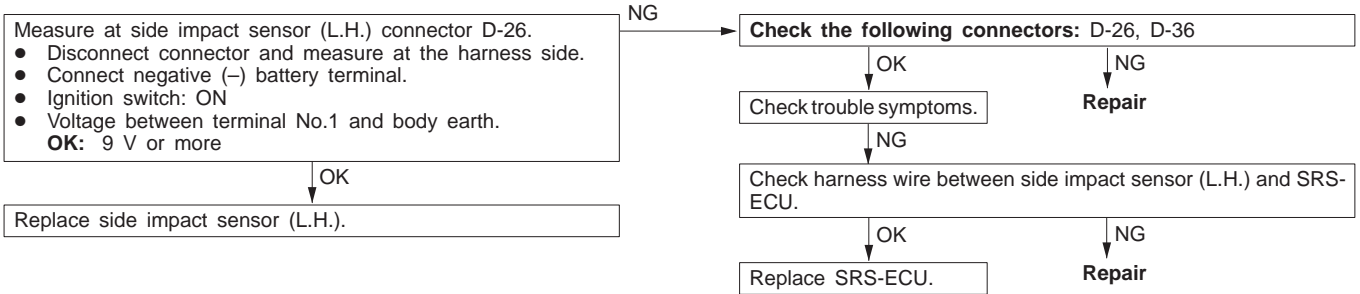 Measure at side impact sensor (L.H.) connector D-26.
● Disconnect connector and measure at the harness side.
● Connect negative (–) battery terminal.
● Ignition switch: ON
● Voltage between terminal No.1 and body earth.
OK: 9 V or more
OK
Replace side impact sensor (L.H.).
NG
Check the following connectors: D-26, D-36
OK
NG
Check trouble symptoms.
Repair
NG
Check harness wire between side impact sensor (L.H.) and SRS-
ECU.
OK
NG
Replace SRS-ECU.
Repair